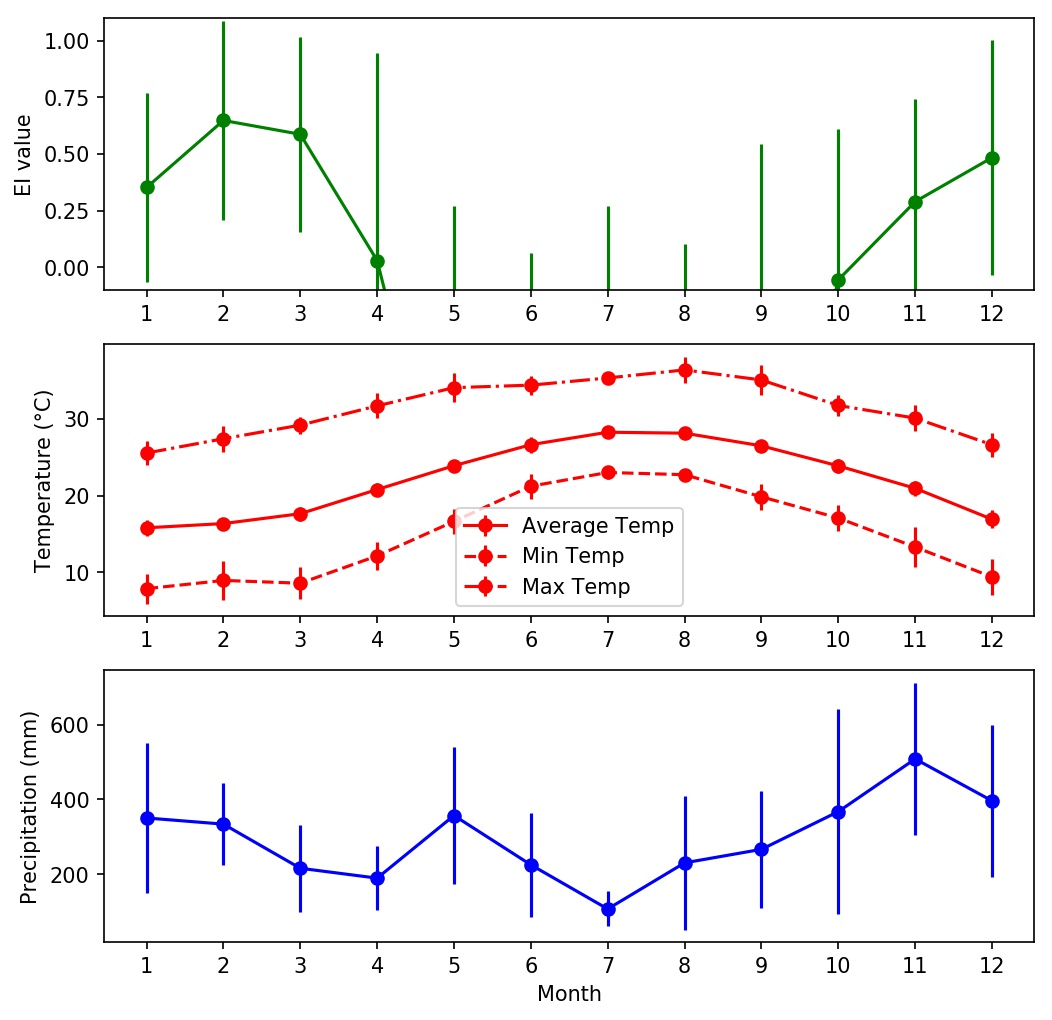 EI value
1.00
0.75
0.50
0.25
0.00
1 2 3 4 5 6 7 8 9 10 11 12
Temperature (°C)
30
20
10
Average Temp
Min Temp
Max Temp
1 2 3 4 5 6 7 8 9 10 11 12
Precipitation (mm)
600
400
200
1 2 3 4 5 6 7 8 9 10 11 12
Month